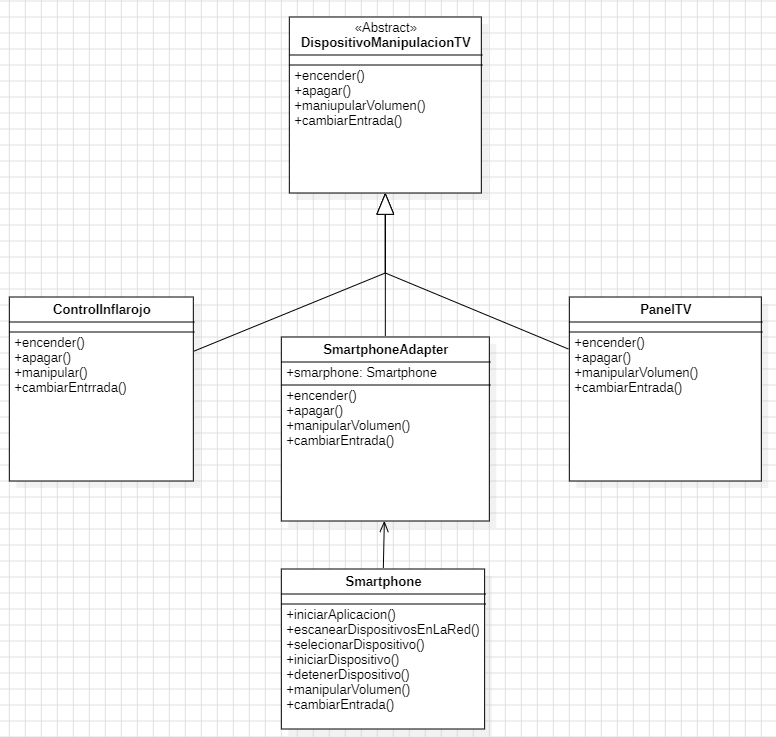 «Abstract»
DispositivoManipulacionTV
+encender()
+apagar()
+maniupularVolumen()
+cambiarEntrada()
ControlInflarojo
+encender()
+apagar()
+manipular()
+cambiarEntrrada()
SmartphoneAdapter
+smarphone: Smartphone
+encender()
+apagar()
+manipularVolumen()
+cambiarEntrada()
PanelTV
+encender()
+apagar()
+manipularVolumen()
+cambiarEntrada()
Smartphone
+iniciarAplicacion()
+escanearDispositivosEnLaRed()
+selecionarDispositivo()
+iniciarDispositivo()
+detenerDispositivo()
+manipularVolumen()
+cambiarEntrada()